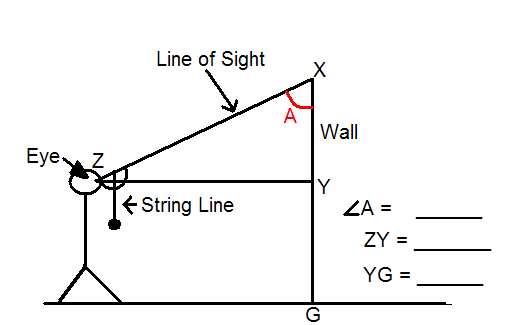 Line of Sight
X
A
Wall
Eye
Z
Y
String Line
∠A = ______
ZY = _______
YG = ______
G